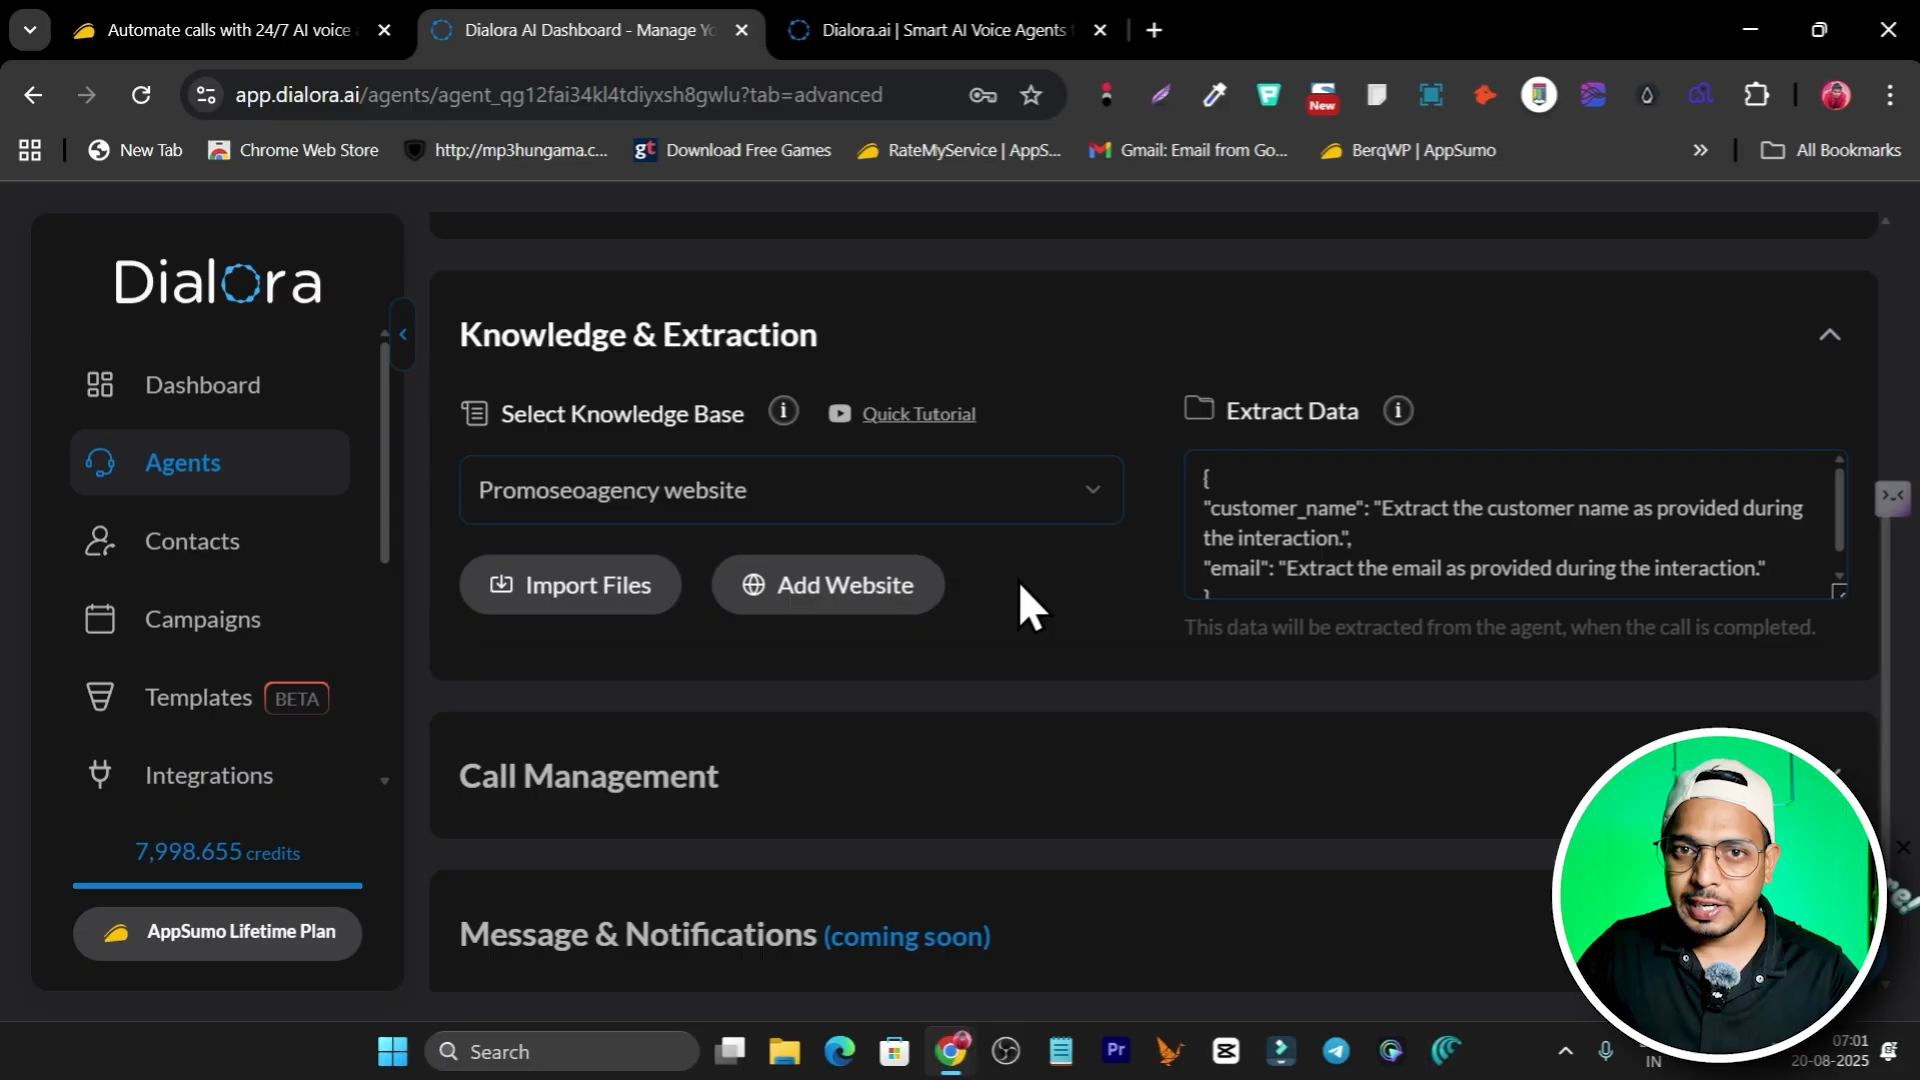 Automate calls with 24/7 AI voice
Dialora AI Dashboard - Manage Yo
Dialora.ai | Smart AI Voice Agents
app.dialora.ai/agents/agent_qg12fai34kl4tdiyxsh8gwlu?tab=advanced
New
New Tab
Chrome Web Store
http://mp3hungama.c...
gt Download Free Games
RateMyService | AppS...
Gmail: Email from Go...
BerqWP | AppSumo
All Bookmarks
Dialora
Dashboard
Agents
Contacts
Campaigns
Templates BETA
Integrations
7,998.655 credits
AppSumo Lifetime Plan
Knowledge & Extraction
Select Knowledge Base
Quick Tutorial
Promoseoagency website
Import Files
Add Website
Extract Data
{
"customer_name": "Extract the customer name as provided during
the interaction.",
"email": "Extract the email as provided during the interaction."
}
This data will be extracted from the agent, when the call is completed.
Call Management
Message & Notifications (coming soon)
Search
Pr
IN
07:01
20-08-2025